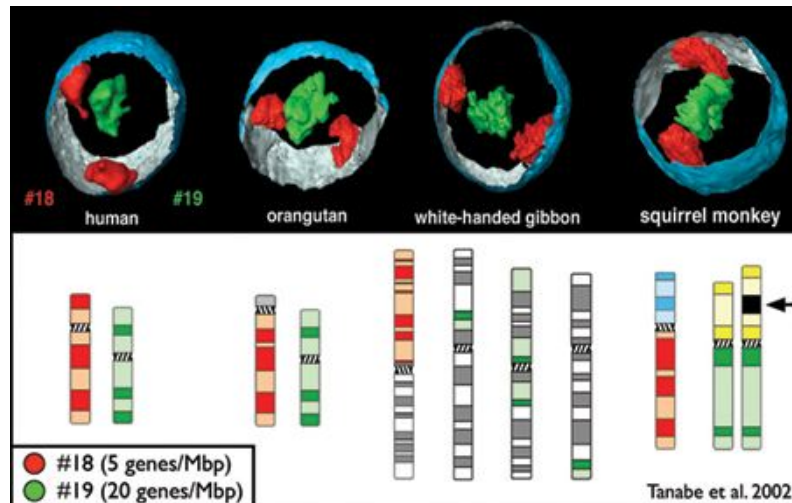 #18 #19
human orangutan white-handed gibbon squirrel monkey
#18 (5 genes/Mbp)
#19 (20 genes/Mbp)
Tanabe et al. 2002